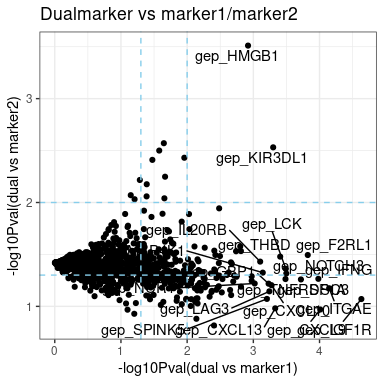 Dualmarker vs marker1/marker2
gep_HMGB1
gep_KIR3DL1
gep_LCK
gep_IL20RB
gep_THBD
gep_F2RL1
gep_NOTCH3
gep_IFNG
gep_LAG3
gep_ITGAE
gep_SPINK5
gep_CXCL13
3
2
1
0
1
2
3
4
-log10Pval(dual vs marker1)
-log10Pval(dual vs marker2)